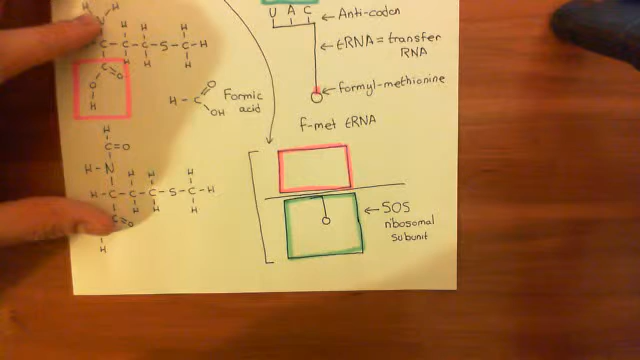 U A C
Anti-codon
tRNA = transfer
RNA
formyl-methionine
f-met tRNA
H H
N
H H H H
C-C-C-S-C-H
H H H
C=O
O
H
H-C=O
OH
Formic
acid
H
C=O
H-N
H H H
H-C-C-C-S-C-H
H H H
C=O
H
50S
ribosomal
subunit